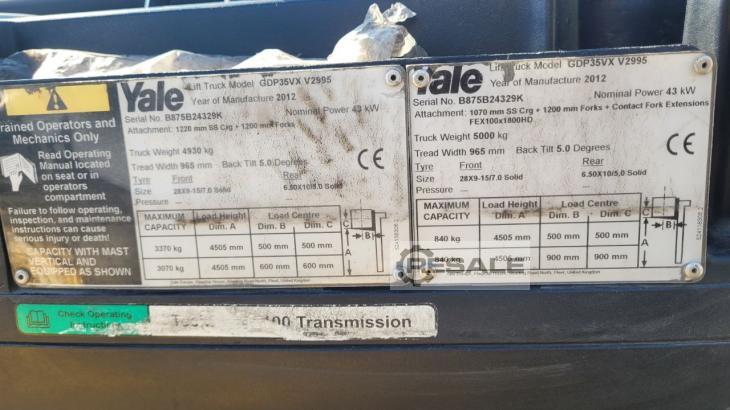 Yale
Lift Truck Model GDP35VX V2995
Year of Manufacture 2012
Serial No. B875B24329K
Nominal Power 43 kW
Attachment: 1220 mm SS Crg + 1200 mm Forks
Truck Weight 4930 kg
Tread Width 965 mm Back Tilt 5.0 Degrees
Tyre Front Rear
Size 28X9-15/7.0 Solid 6.50X10/5.0 Solid
Pressure
MAXIMUM CAPACITY Load Height Dim. A Load Centre Dim. B Dim. C
3370 kg 4505 mm 500 mm 500 mm
3070 kg 4505 mm 600 mm 600 mm
C
B
A
rained Operators and
Mechanics Only
Read Operating
Manual located
on seat or in
operators
compartment
Failure to follow operating,
inspection, and maintenance
instructions can cause
serious injury or death!
CAPACITY WITH MAST
VERTICAL AND
EQUIPPED AS SHOWN
CE
Yale
Lift Truck Model GDP35VX V2995
Year of Manufacture 2012
Serial No. B875B24329K
Nominal Power 43 kW
Attachment: 1070 mm SS Crg + 1200 mm Forks + Contact Fork Extensions
FEX100x1800HD
Truck Weight 5000 kg
Tread Width 965 mm Back Tilt 5.0 Degrees
Tyre Front Rear
Size 28X9-15/7.0 Solid 6.50X10/5.0 Solid
Pressure
CE
MAXIMUM CAPACITY Load Height Dim. A Load Centre Dim. B Dim. C
840 kg 4505 mm 500 mm 500 mm
840 kg 4505 mm 900 mm 900 mm
C
B
A
RESALE
Check Operating
Instructions
100 Transmission